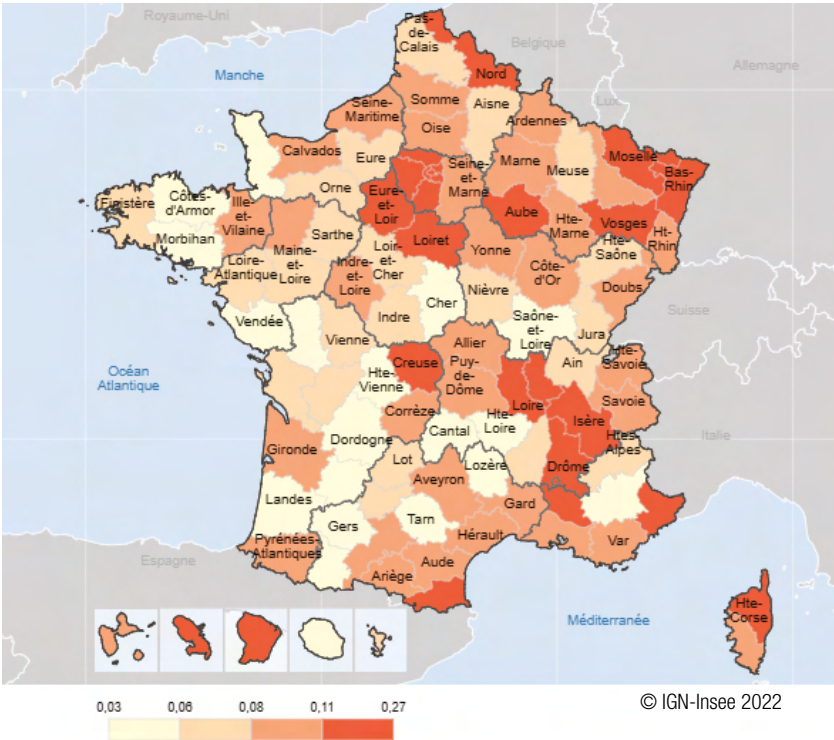 Royaume-Uni
Pas-
de-
Calais
Belgique
Allemagne
Manche
Nord
Lux.
Seine-
Maritime
Somme
Aisne
Ardennes
Oise
Calvados
Eure
Seine-
et-
Marne
Marne
Meuse
Moselle
Bas-
Rhin
Finistère
Côtes-
d'Armor
Morbihan
Ille-
et-
Vilaine
Orne
Eure-
et-
Loir
Aube
Hte-
Marne
Vosges
Ht-
Rhin
Sarthe
Loiret
Yonne
Hte-
Saône
Loire-
Atlantique
Maine-
et-
Loire
Indre-
et-
Loire
Loir-
et-
Cher
Côte-
d'Or
Doubs
Nièvre
Cher
Indre
Vendée
Vienne
Saône-
et-
Loire
Jura
Suisse
Océan
Atlantique
Hte-
Vienne
Creuse
Allier
Puy-
de-
Dôme
Ain
Hte-
Savoie
Loire
Savoie
Isère
Corrèze
Cantal
Hte-
Loire
Dordogne
Gironde
Lot
Lozère
Drôme
Htes-
Alpes
Italie
Aveyron
Landes
Gers
Tarn
Gard
Hérault
Var
Pyrénées-
Atlantiques
Espagne
Ariège
Aude
Méditerranée
Hte-
Corse
0,03 0,06 0,08 0,11 0,27
© IGN-Insee 2022